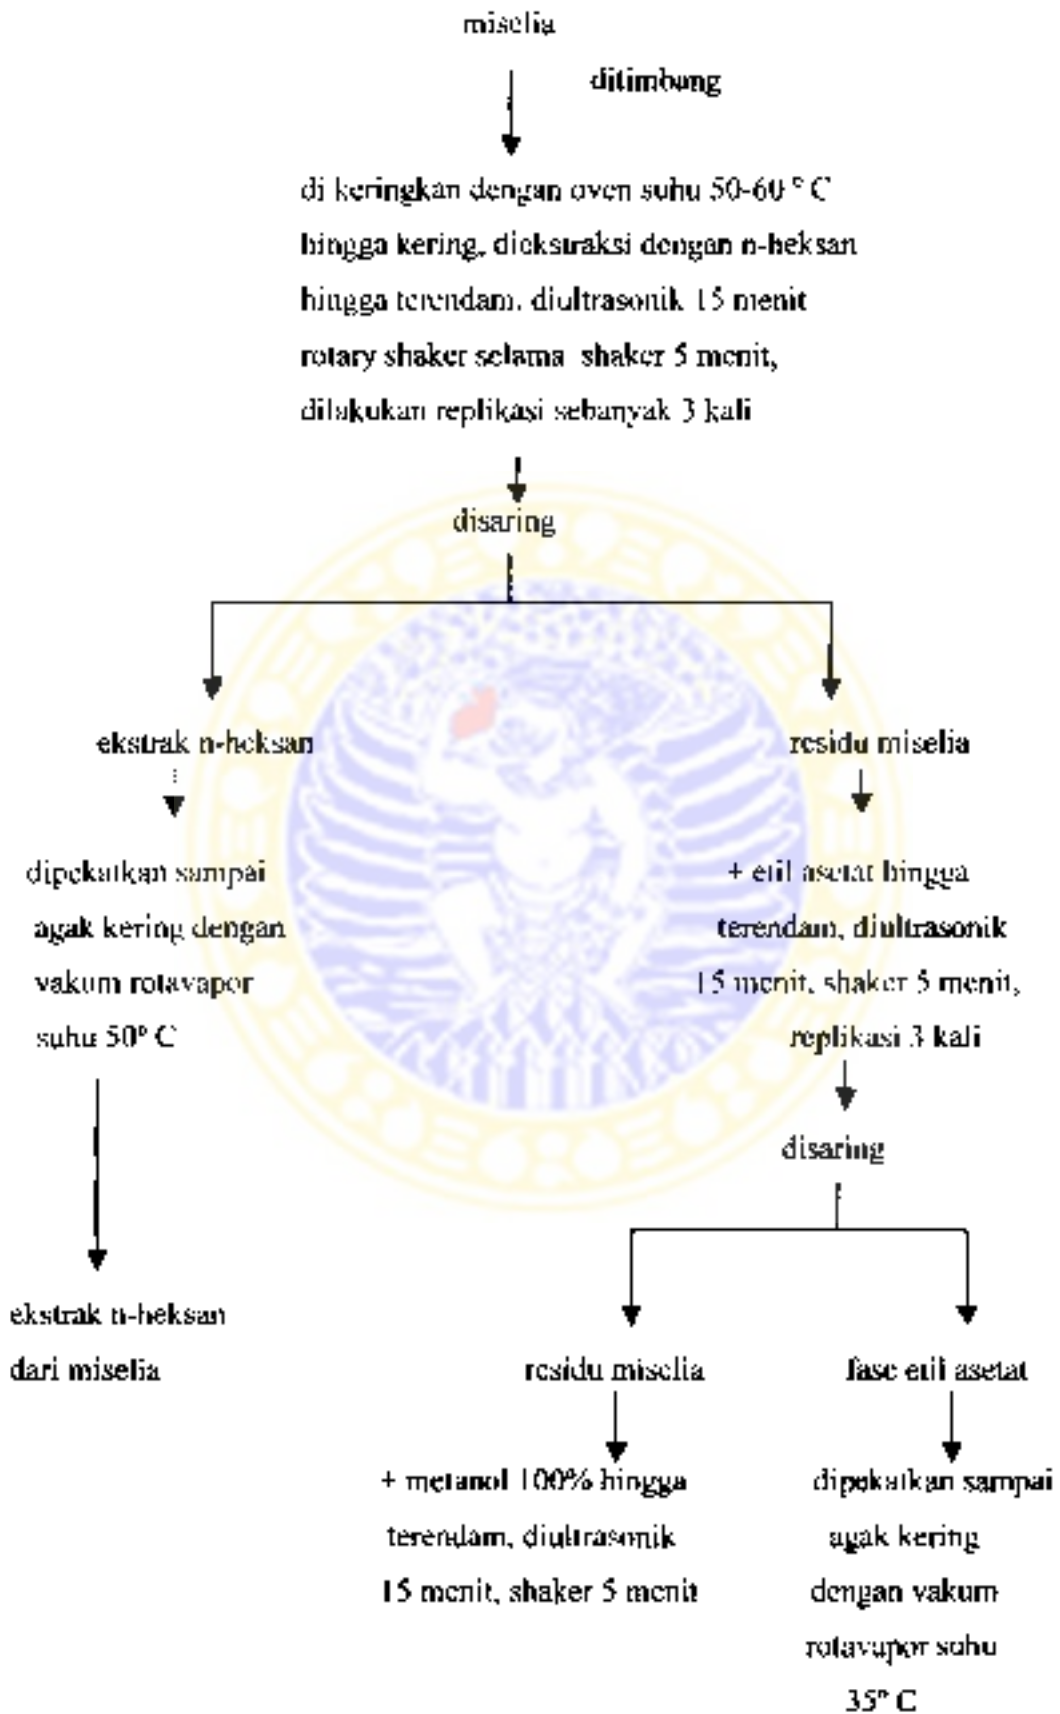 miselia
ditimbang
di keringkan dengan oven suhu 50-60 º C
hingga kering, diekstraksi dengan n-heksan
hingga terendam, diultrasonik 15 menit
rotary shaker selama shaker 5 menit,
dilakukan replikasi sebanyak 3 kali
disaring
ekstrak n-heksan
dipekatkan sampai
agak kering dengan
vakum rotavapor
suhu 50º C
ekstrak n-heksan
dari miselia
residu miselia
+ etil asetat hingga
terendam, diultrasonik
15 menit, shaker 5 menit,
replikasi 3 kali
disaring
residu miselia
+ metanol 100% hingga
terendam, diultrasonik
15 menit, shaker 5 menit
fase etil asetat
dipekatkan sampai
agak kering
dengan vakum
rotavapor suhu
35º C